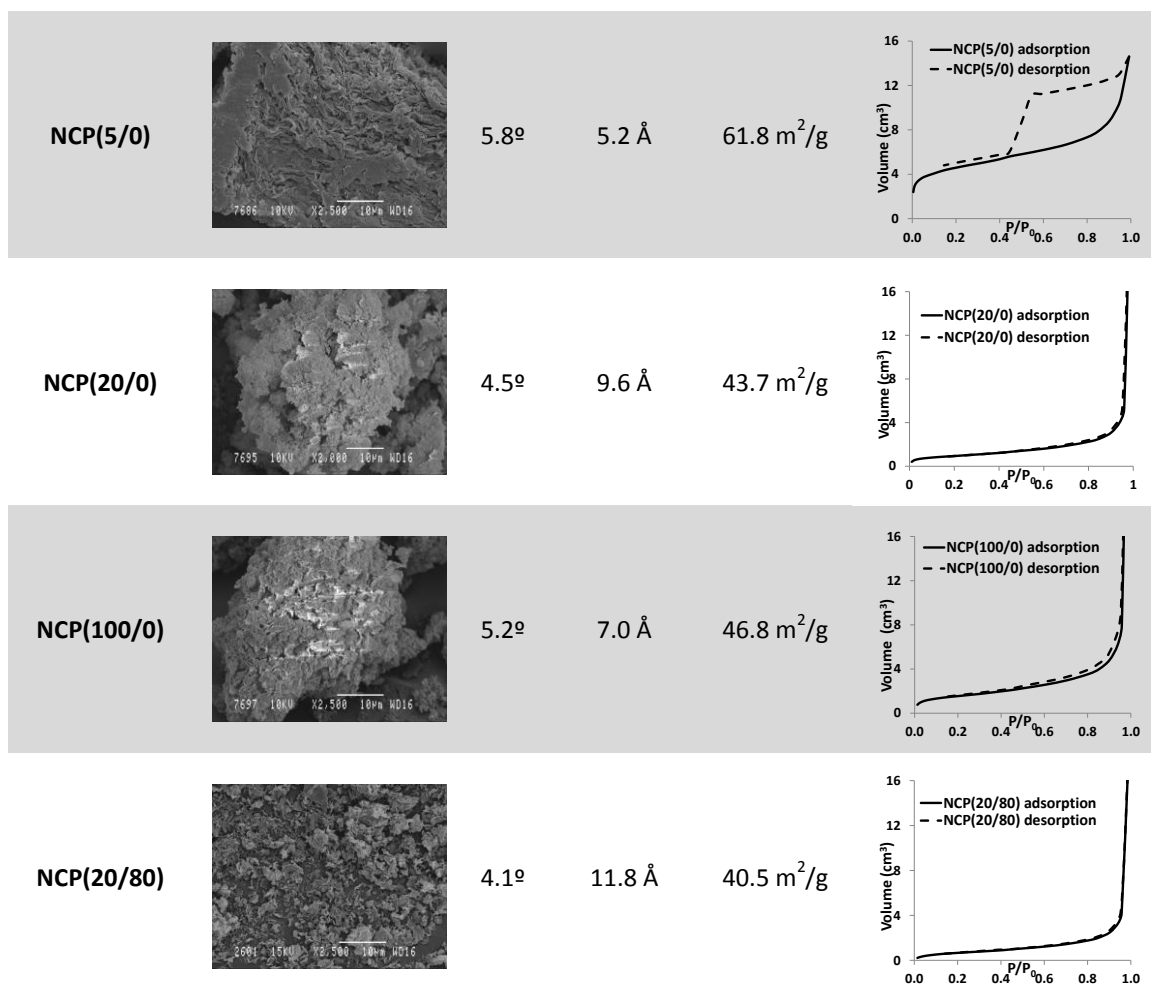 NCP(5/0)
7686 10KV X2,500 10µm WD16
5.8º
5.2 Å
61.8 m²/g
16
12
8
4
0
Volume (cm³)
NCP(5/0) adsorption
NCP(5/0) desorption
0.0 0.2 0.4 0.6 0.8 1.0
P/P₀
NCP(20/0)
7695 10KV X2,000 10µm WD16
4.5º
9.6 Å
43.7 m²/g
16
12
8
4
0
Volume (cm³)
NCP(20/0) adsorption
NCP(20/0) desorption
0 0.2 0.4 0.6 0.8 1
P/P₀
NCP(100/0)
7697 10KV X2,500 10µm WD16
5.2º
7.0 Å
46.8 m²/g
16
12
8
4
0
Volume (cm³)
NCP(100/0) adsorption
NCP(100/0) desorption
0.0 0.2 0.4 0.6 0.8 1.0
P/P₀
NCP(20/80)
2601 15KV X2,500 10µm WD16
4.1º
11.8 Å
40.5 m²/g
16
12
8
4
0
Volume (cm³)
NCP(20/80) adsorption
NCP(20/80) desorption
0.0 0.2 0.4 0.6 0.8 1.0
P/P₀